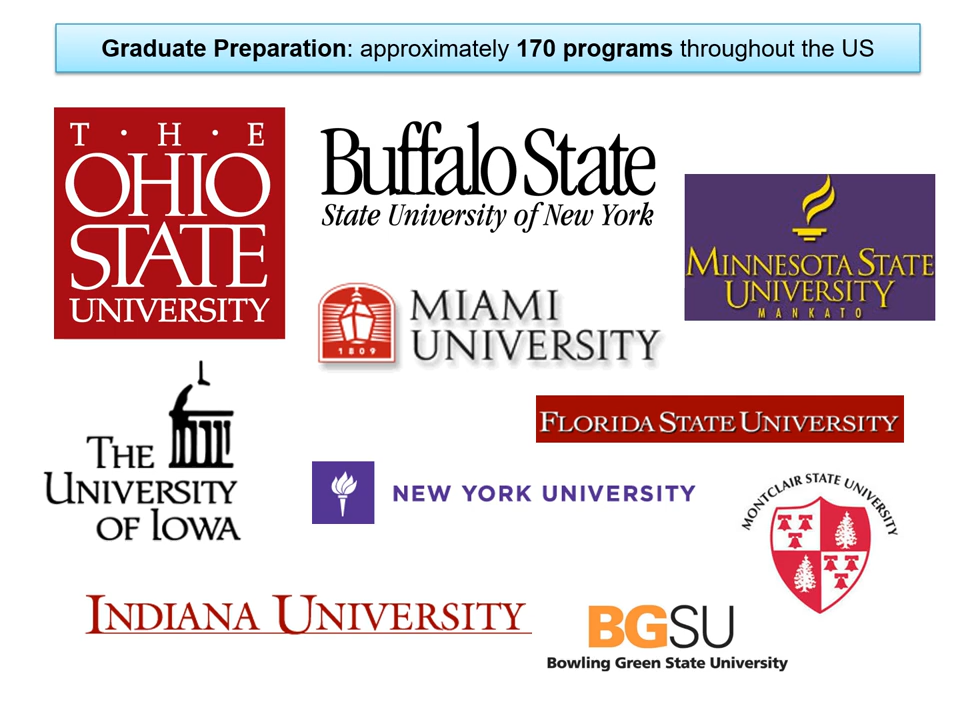 Graduate Preparation: approximately 170 programs throughout the US
T · H · E
OHIO
STATE
UNIVERSITY
Buffalo State
State University of New York
MINNESOTA STATE
UNIVERSITY
MANKATO
MIAMI
UNIVERSITY
1809
THE
UNIVERSITY
OF IOWA
FLORIDA STATE UNIVERSITY
NEW YORK UNIVERSITY
MONTCLAIR STATE UNIVERSITY
INDIANA UNIVERSITY
BGSU
Bowling Green State University